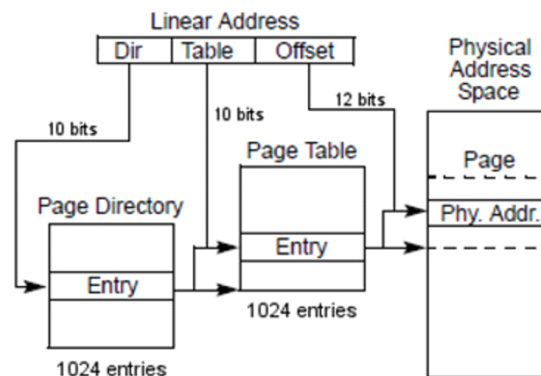 Linear Address
Dir Table Offset
Physical
Address
Space
10 bits
10 bits
12 bits
Page Table
Page
Page Directory
Phy. Addr.
Entry
Entry
1024 entries
1024 entries